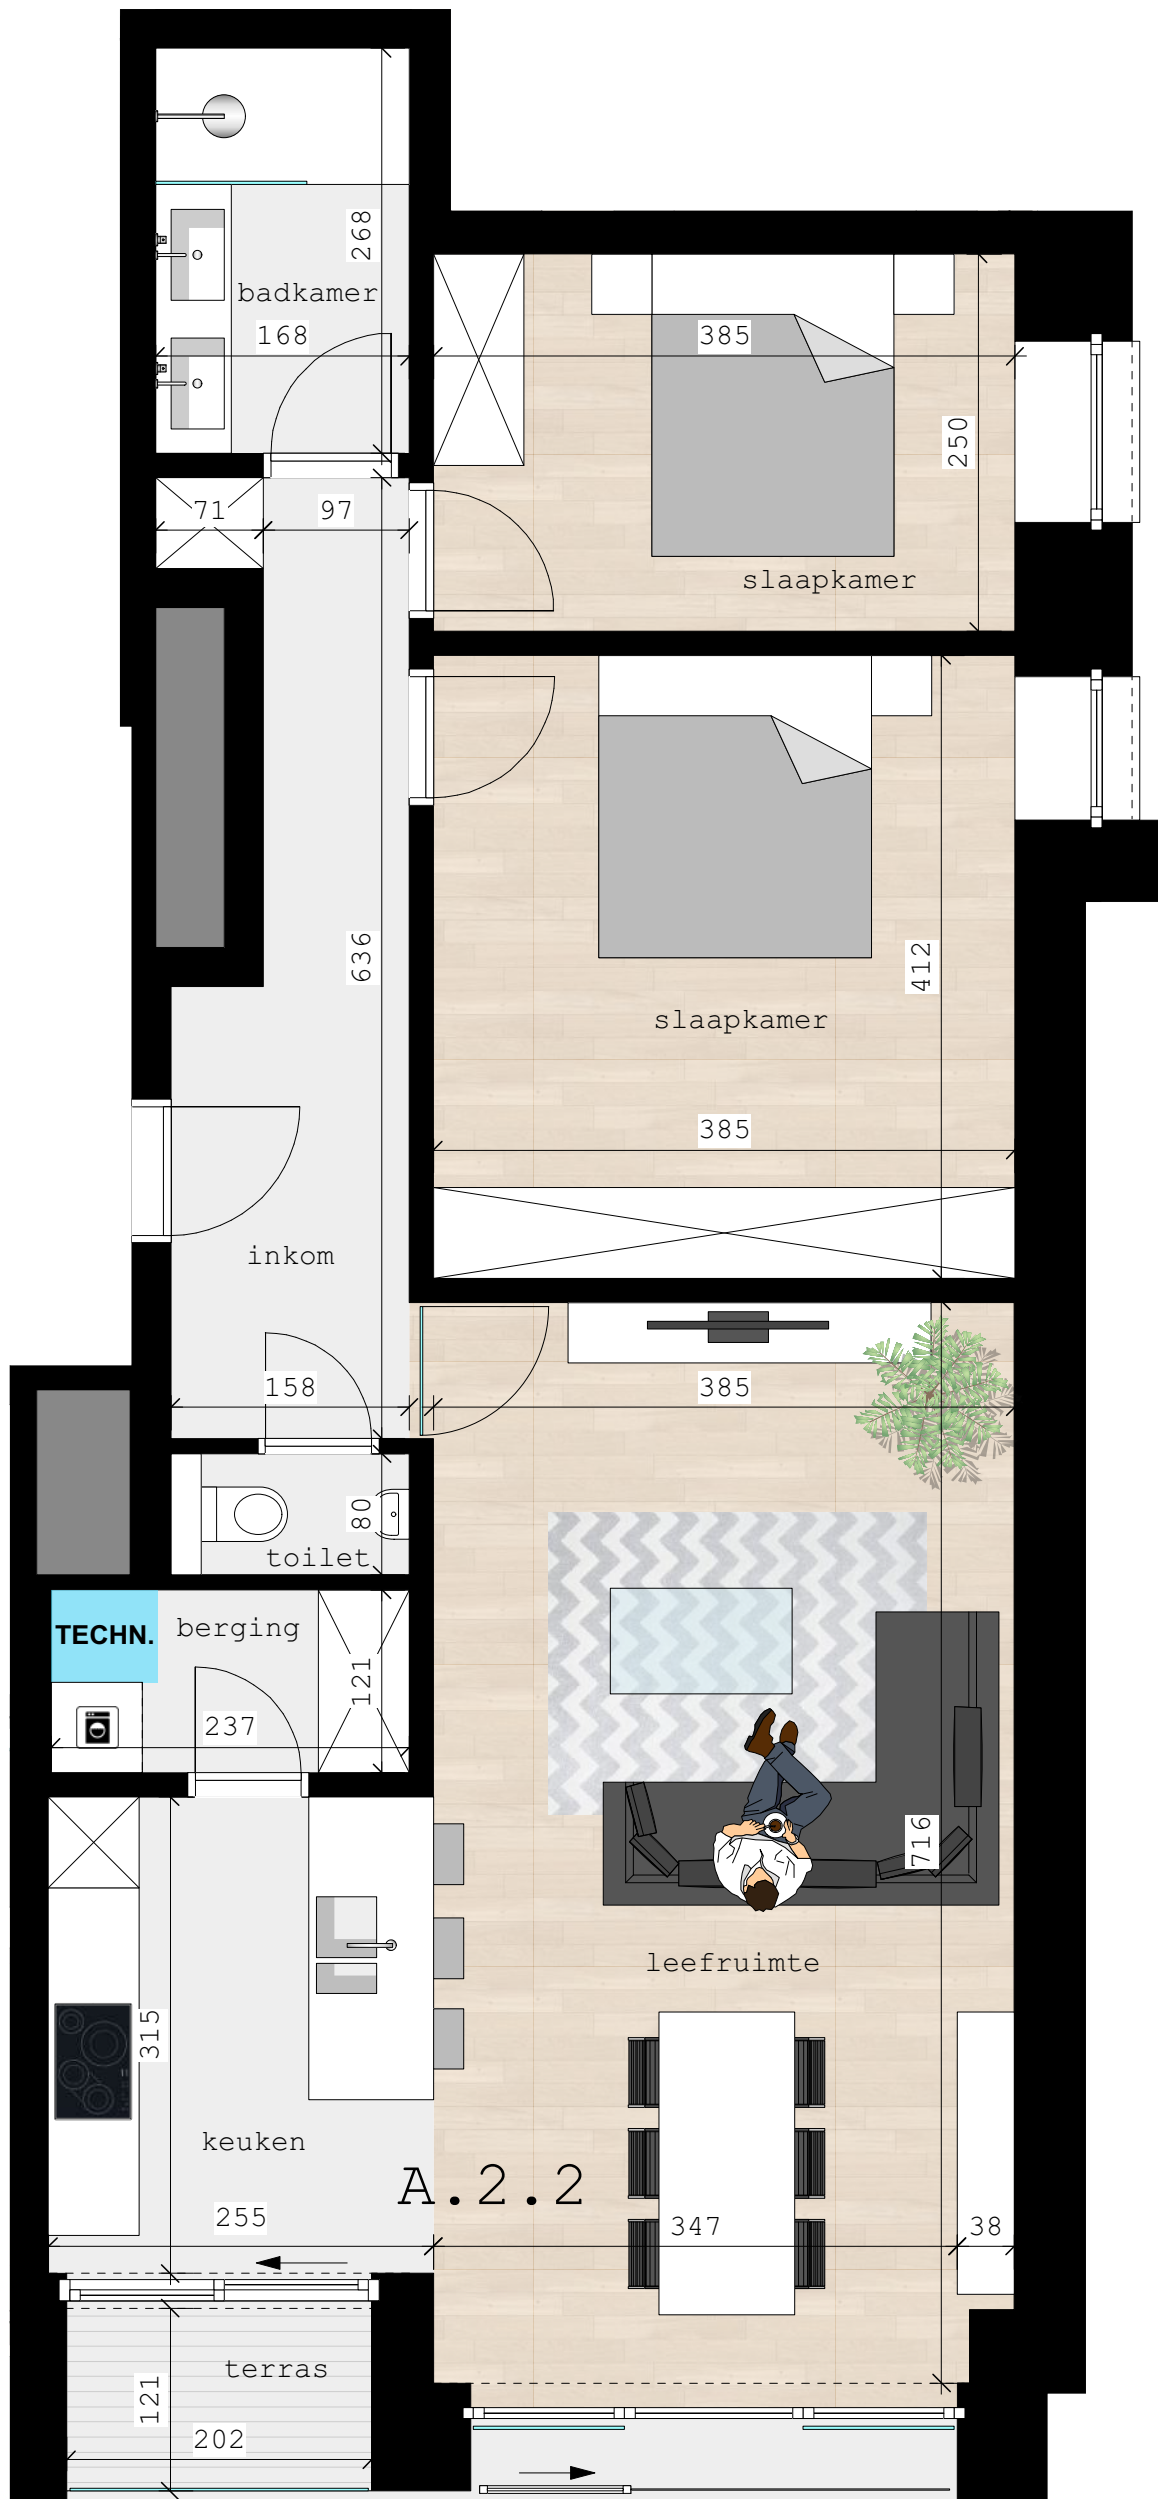 268
badkamer
168
385
250
71
97
slaapkamer
636
412
slaapkamer
385
inkom
158
385
80
toilet
TECHN.
berging
121
237
716
leefruimte
315
keuken
A.2.2
255
347
38
terras
121
202